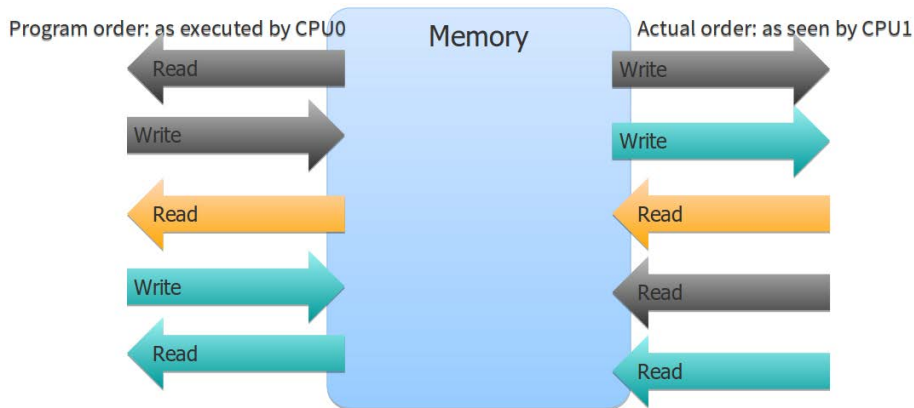 Program order: as executed by CPU0
Memory
Actual order: as seen by CPU1
Read
Write
Write
Write
Read
Read
Write
Read
Read
Read